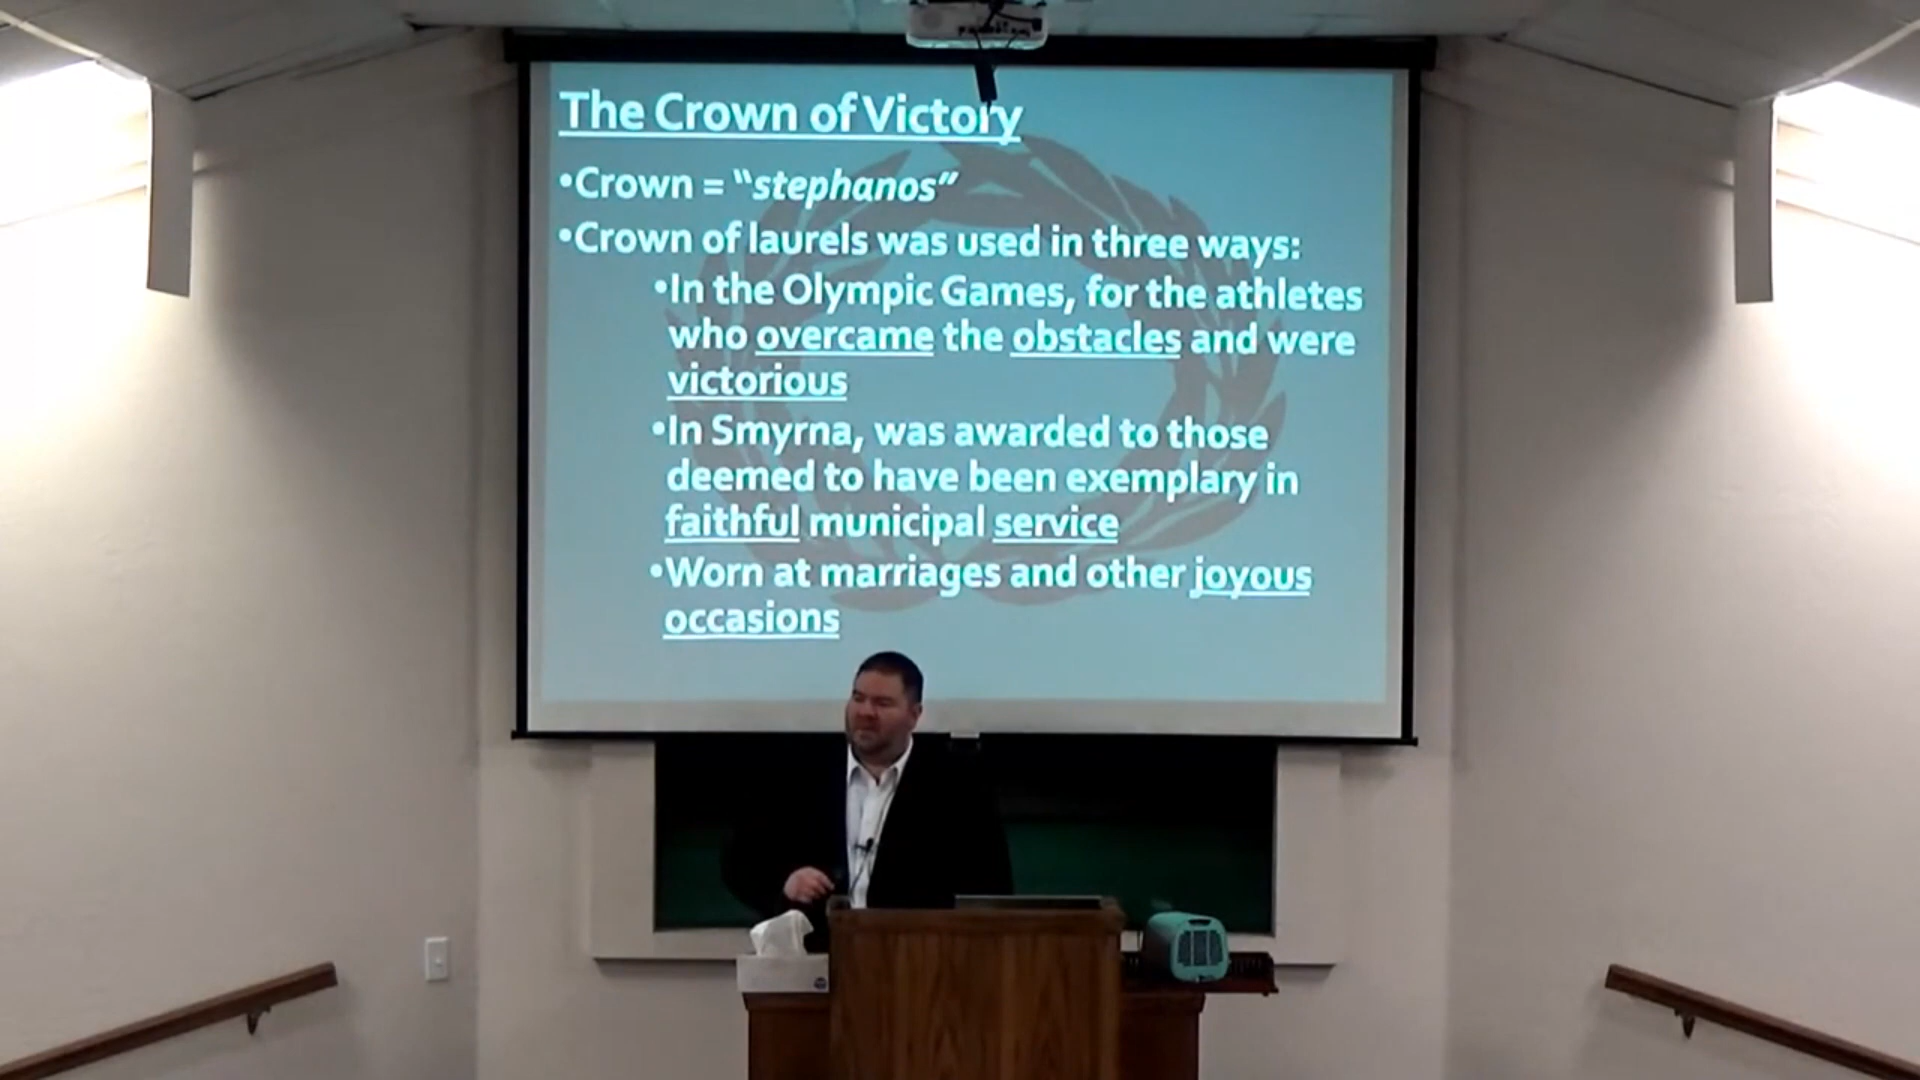 The Crown of Victory
•Crown = “stephanos”
•Crown of laurels was used in three ways:
•In the Olympic Games, for the athletes
who overcame the obstacles and were
victorious
•In Smyrna, was awarded to those
deemed to have been exemplary in
faithful municipal service
•Worn at marriages and other joyous
occasions